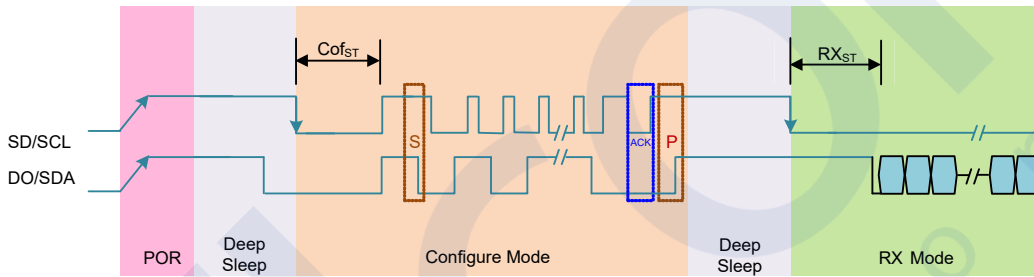 CofST
RXST
SD/SCL
S
ACK
P
DO/SDA
POR
Deep
Sleep
Configure Mode
Deep
Sleep
RX Mode